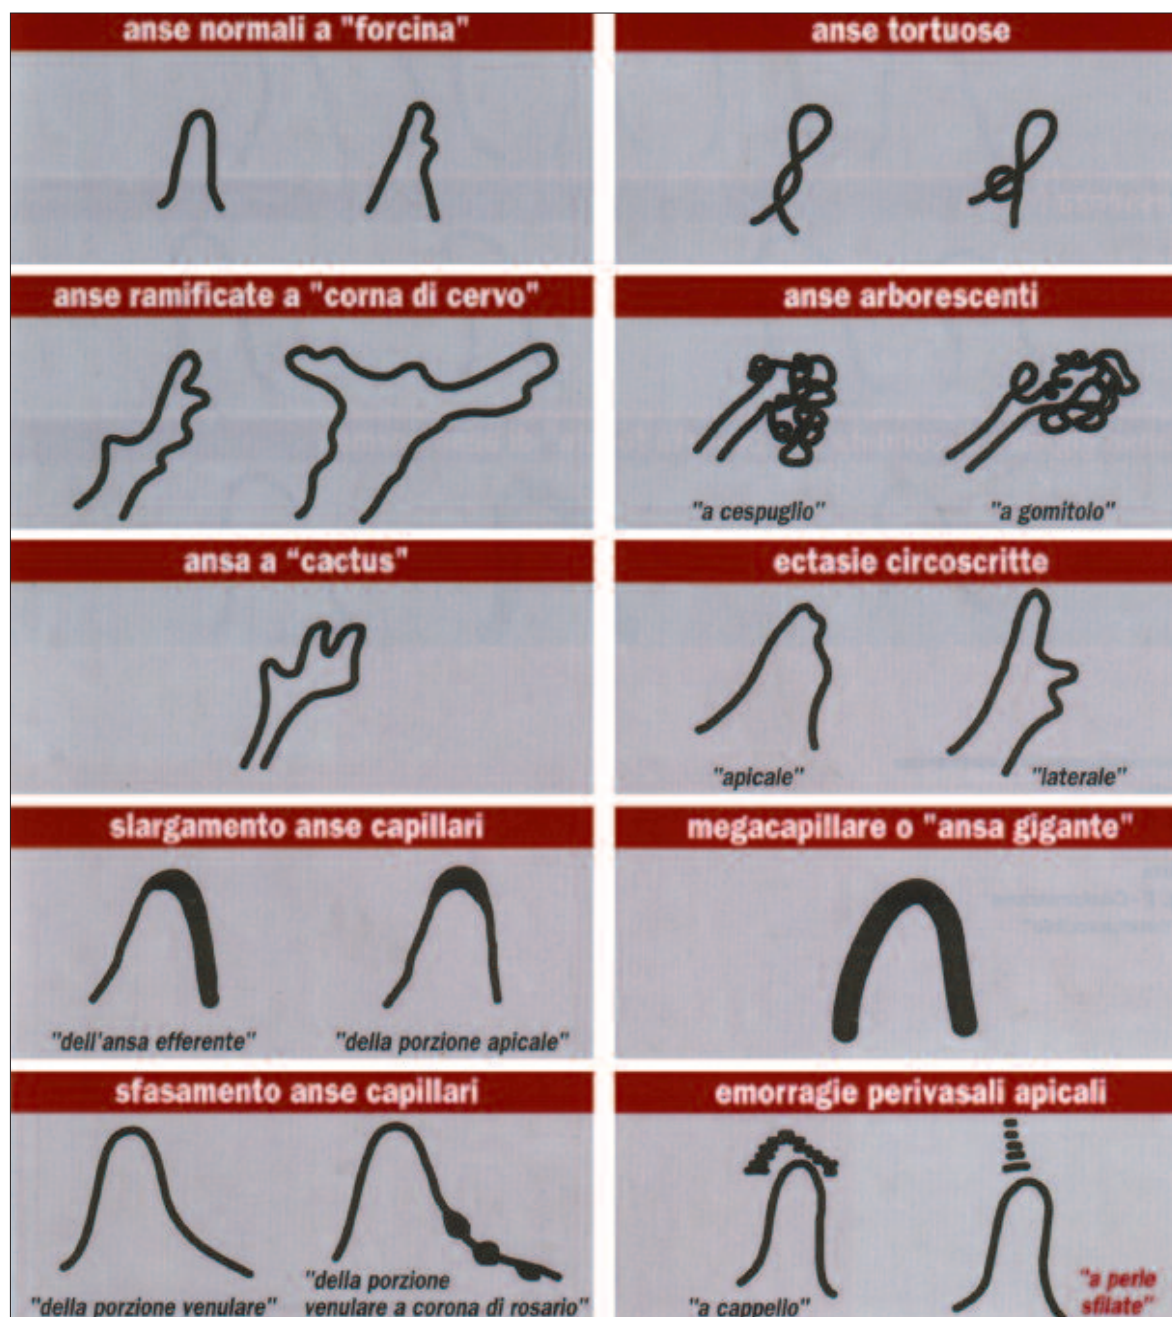 anse normali a "forcina"
anse tortuose
anse ramificate a "corna di cervo"
anse arborescenti
"a cespuglio"
"a gomitolo"
ansa a "cactus"
ectasie circoscritte
"apicale"
"laterale"
slargamento anse capillari
megacapillare o "ansa gigante"
"dell'ansa efferente"
"della porzione apicale"
sfasamento anse capillari
emorragie perivasali apicali
"della porzione venulare"
"della porzione
venulare a corona di rosario"
"a cappello"
"a perle
sfilate"